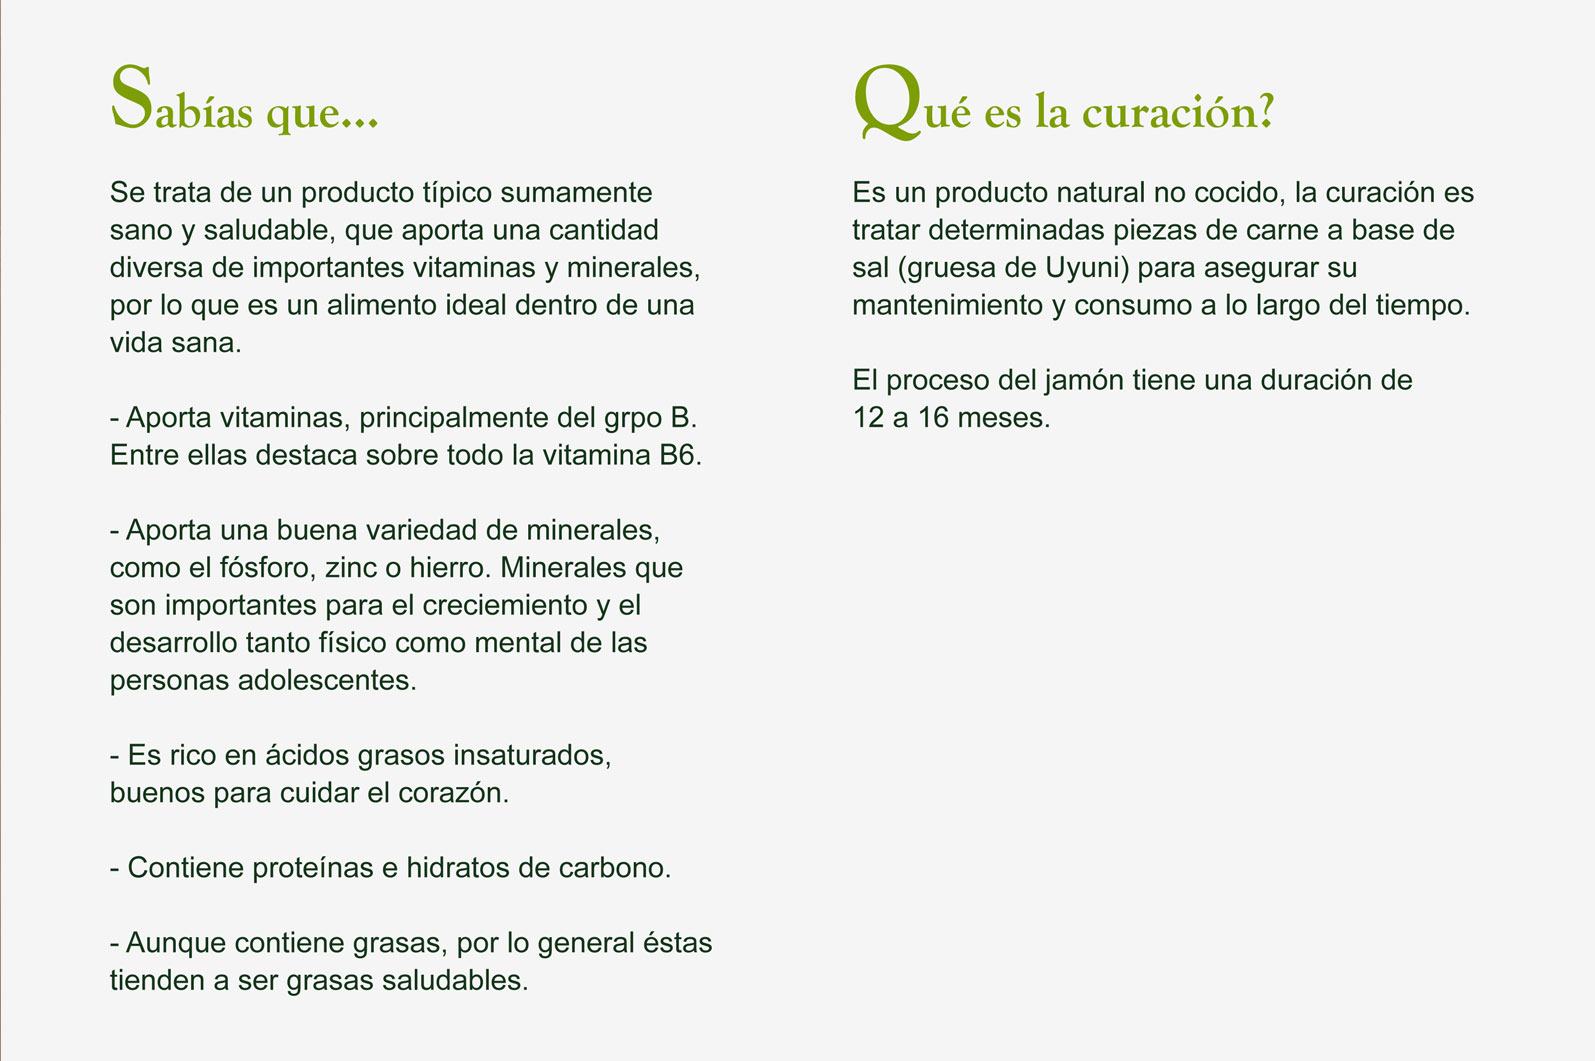 Sabías que...
Se trata de un producto típico sumamente
sano y saludable, que aporta una cantidad
diversa de importantes vitaminas y minerales,
por lo que es un alimento ideal dentro de una
vida sana.
- Aporta vitaminas, principalmente del grpo B.
Entre ellas destaca sobre todo la vitamina B6.
- Aporta una buena variedad de minerales,
como el fósforo, zinc o hierro. Minerales que
son importantes para el creciemiento y el
desarrollo tanto físico como mental de las
personas adolescentes.
- Es rico en ácidos grasos insaturados,
buenos para cuidar el corazón.
- Contiene proteínas e hidratos de carbono.
- Aunque contiene grasas, por lo general éstas
tienden a ser grasas saludables.
Qué es la curación?
Es un producto natural no cocido, la curación es
tratar determinadas piezas de carne a base de
sal (gruesa de Uyuni) para asegurar su
mantenimiento y consumo a lo largo del tiempo.
El proceso del jamón tiene una duración de
12 a 16 meses.